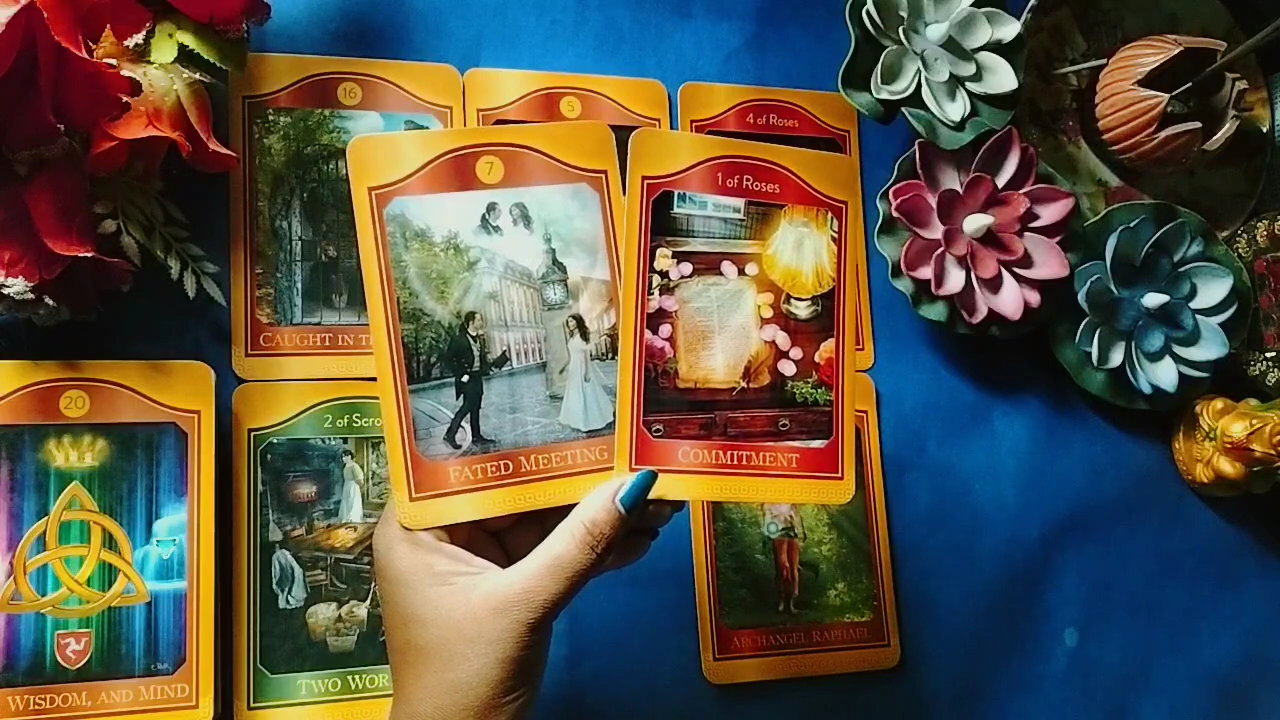 16
CAUGHT IN T
5
4 of Roses
7
FATED MEETING
1 of Roses
COMMITMENT
20
WISDOM, AND MIND
2 of Scro
TWO WOR
ARCHANGEL RAPHAEL